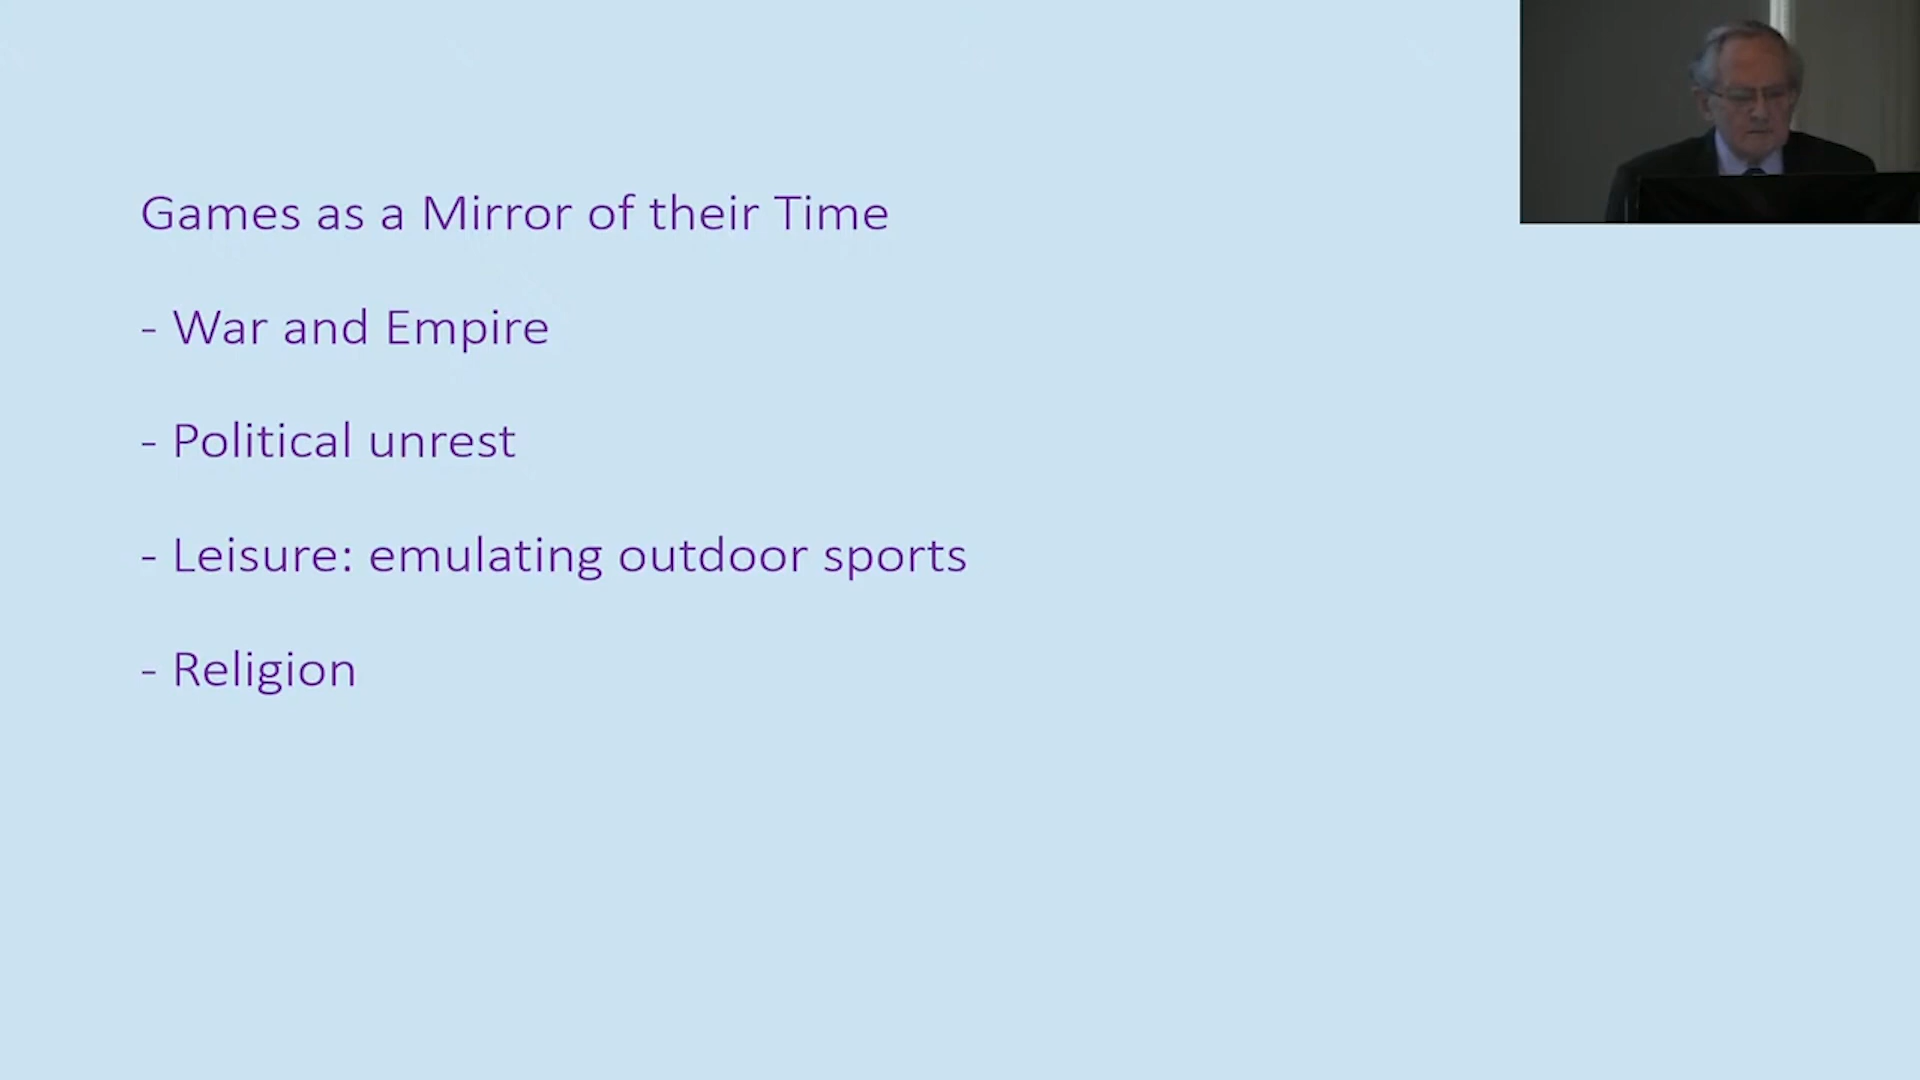 Games as a Mirror of their Time
- War and Empire
- Political unrest
- Leisure: emulating outdoor sports
- Religion